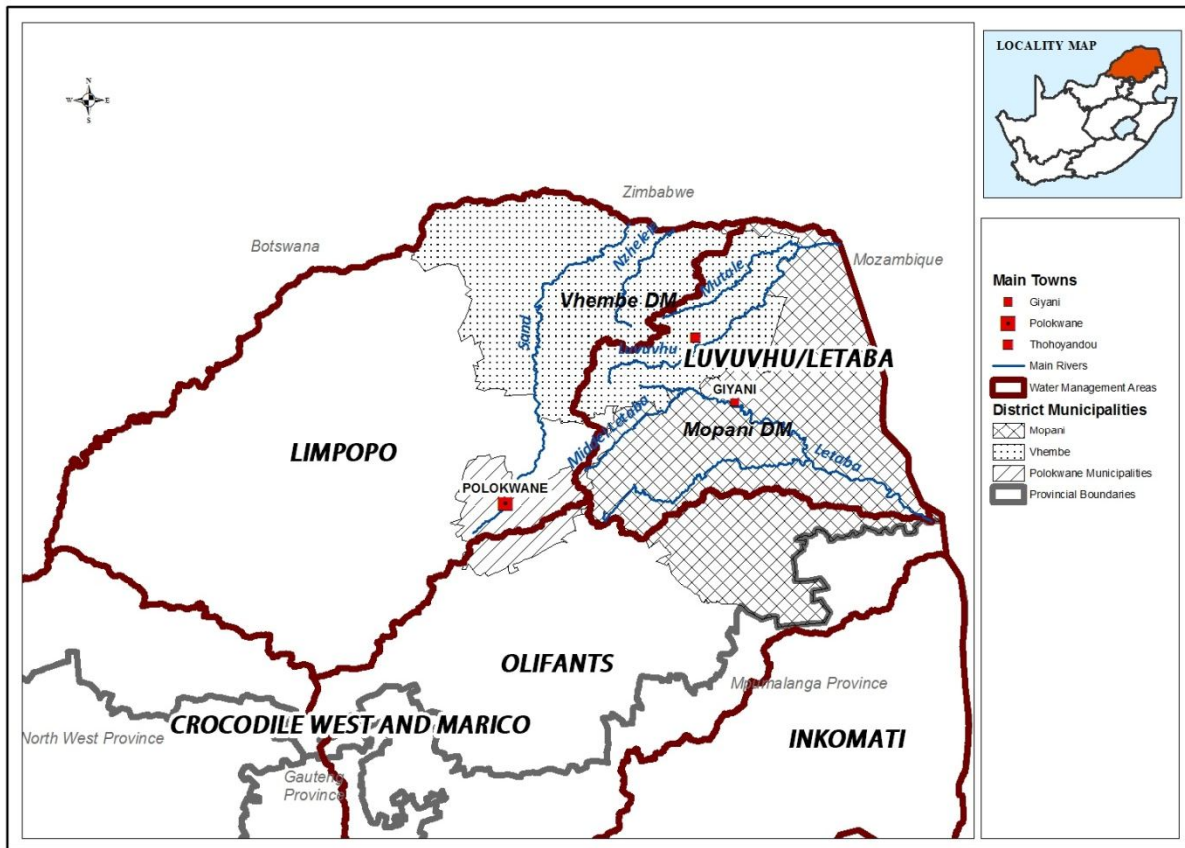 LOCALITY MAP
N
W E
S
Zimbabwe
Botswana
Mozambique
Nzhelele
Mutale
Vhembe DM
Sand
Luvuvhu
LUVUVHU/LETABA
GIYANI
Middel Letaba
Mopani DM
Letaba
LIMPOPO
POLOKWANE
OLIFANTS
Mpumalanga Province
CROCODILE WEST AND MARICO
INKOMATI
North West Province
Gauteng
Province
Main Towns
Giyani
Polokwane
Thohoyandou
Main Rivers
Water Management Areas
District Municipalities
Mopani
Vhembe
Polokwane Municipalities
Provincial Boundaries